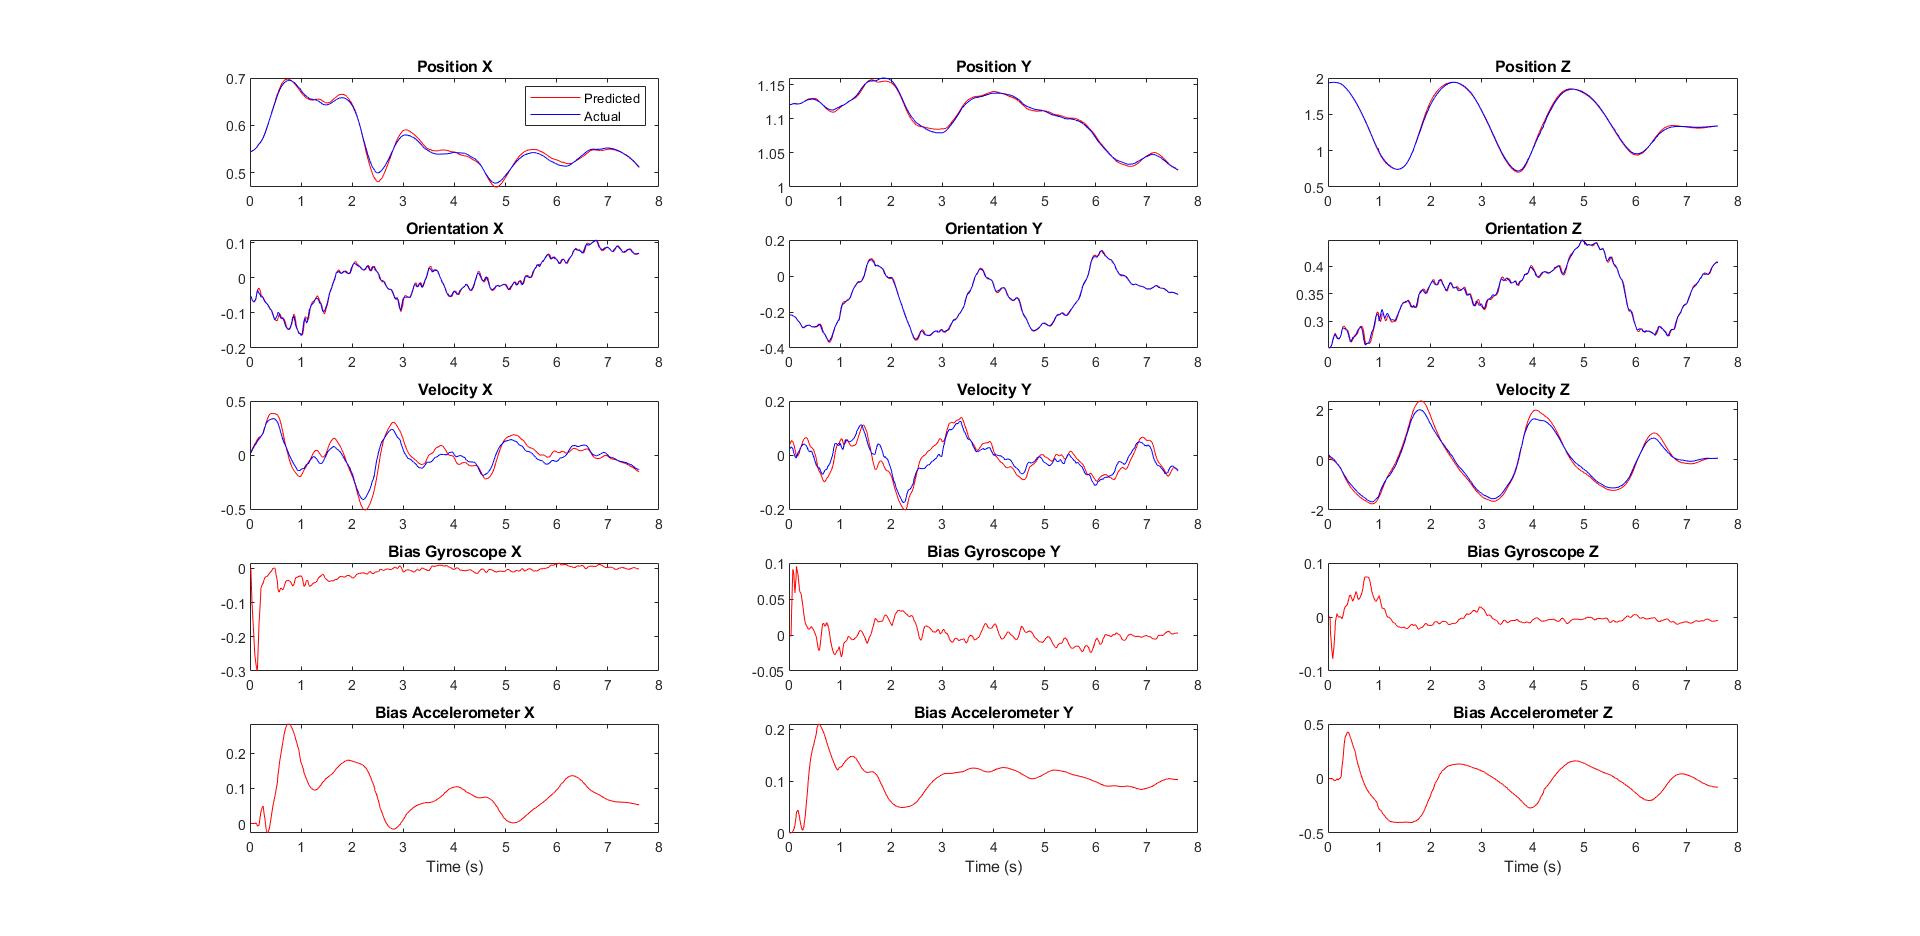 Position X
Position Y
Position Z
0.7
0.6
0.5
0 1 2 3 4 5 6 7 8
Predicted
Actual
1.15
1.1
1.05
1
0 1 2 3 4 5 6 7 8
2
1.5
1
0.5
0 1 2 3 4 5 6 7 8
Orientation X
Orientation Y
Orientation Z
0.1
0
-0.1
-0.2
0 1 2 3 4 5 6 7 8
0.2
0
-0.2
-0.4
0 1 2 3 4 5 6 7 8
0.4
0.35
0.3
0 1 2 3 4 5 6 7 8
Velocity X
Velocity Y
Velocity Z
0.5
0
-0.5
0 1 2 3 4 5 6 7 8
0.2
0
-0.2
0 1 2 3 4 5 6 7 8
2
0
-2
0 1 2 3 4 5 6 7 8
Bias Gyroscope X
Bias Gyroscope Y
Bias Gyroscope Z
0
-0.1
-0.2
-0.3
0 1 2 3 4 5 6 7 8
0.1
0.05
0
-0.05
0 1 2 3 4 5 6 7 8
0.1
0
-0.1
0 1 2 3 4 5 6 7 8
Bias Accelerometer X
Bias Accelerometer Y
Bias Accelerometer Z
0.2
0.1
0
0 1 2 3 4 5 6 7 8
Time (s)
0.2
0.1
0
0 1 2 3 4 5 6 7 8
Time (s)
0.5
0
-0.5
0 1 2 3 4 5 6 7 8
Time (s)